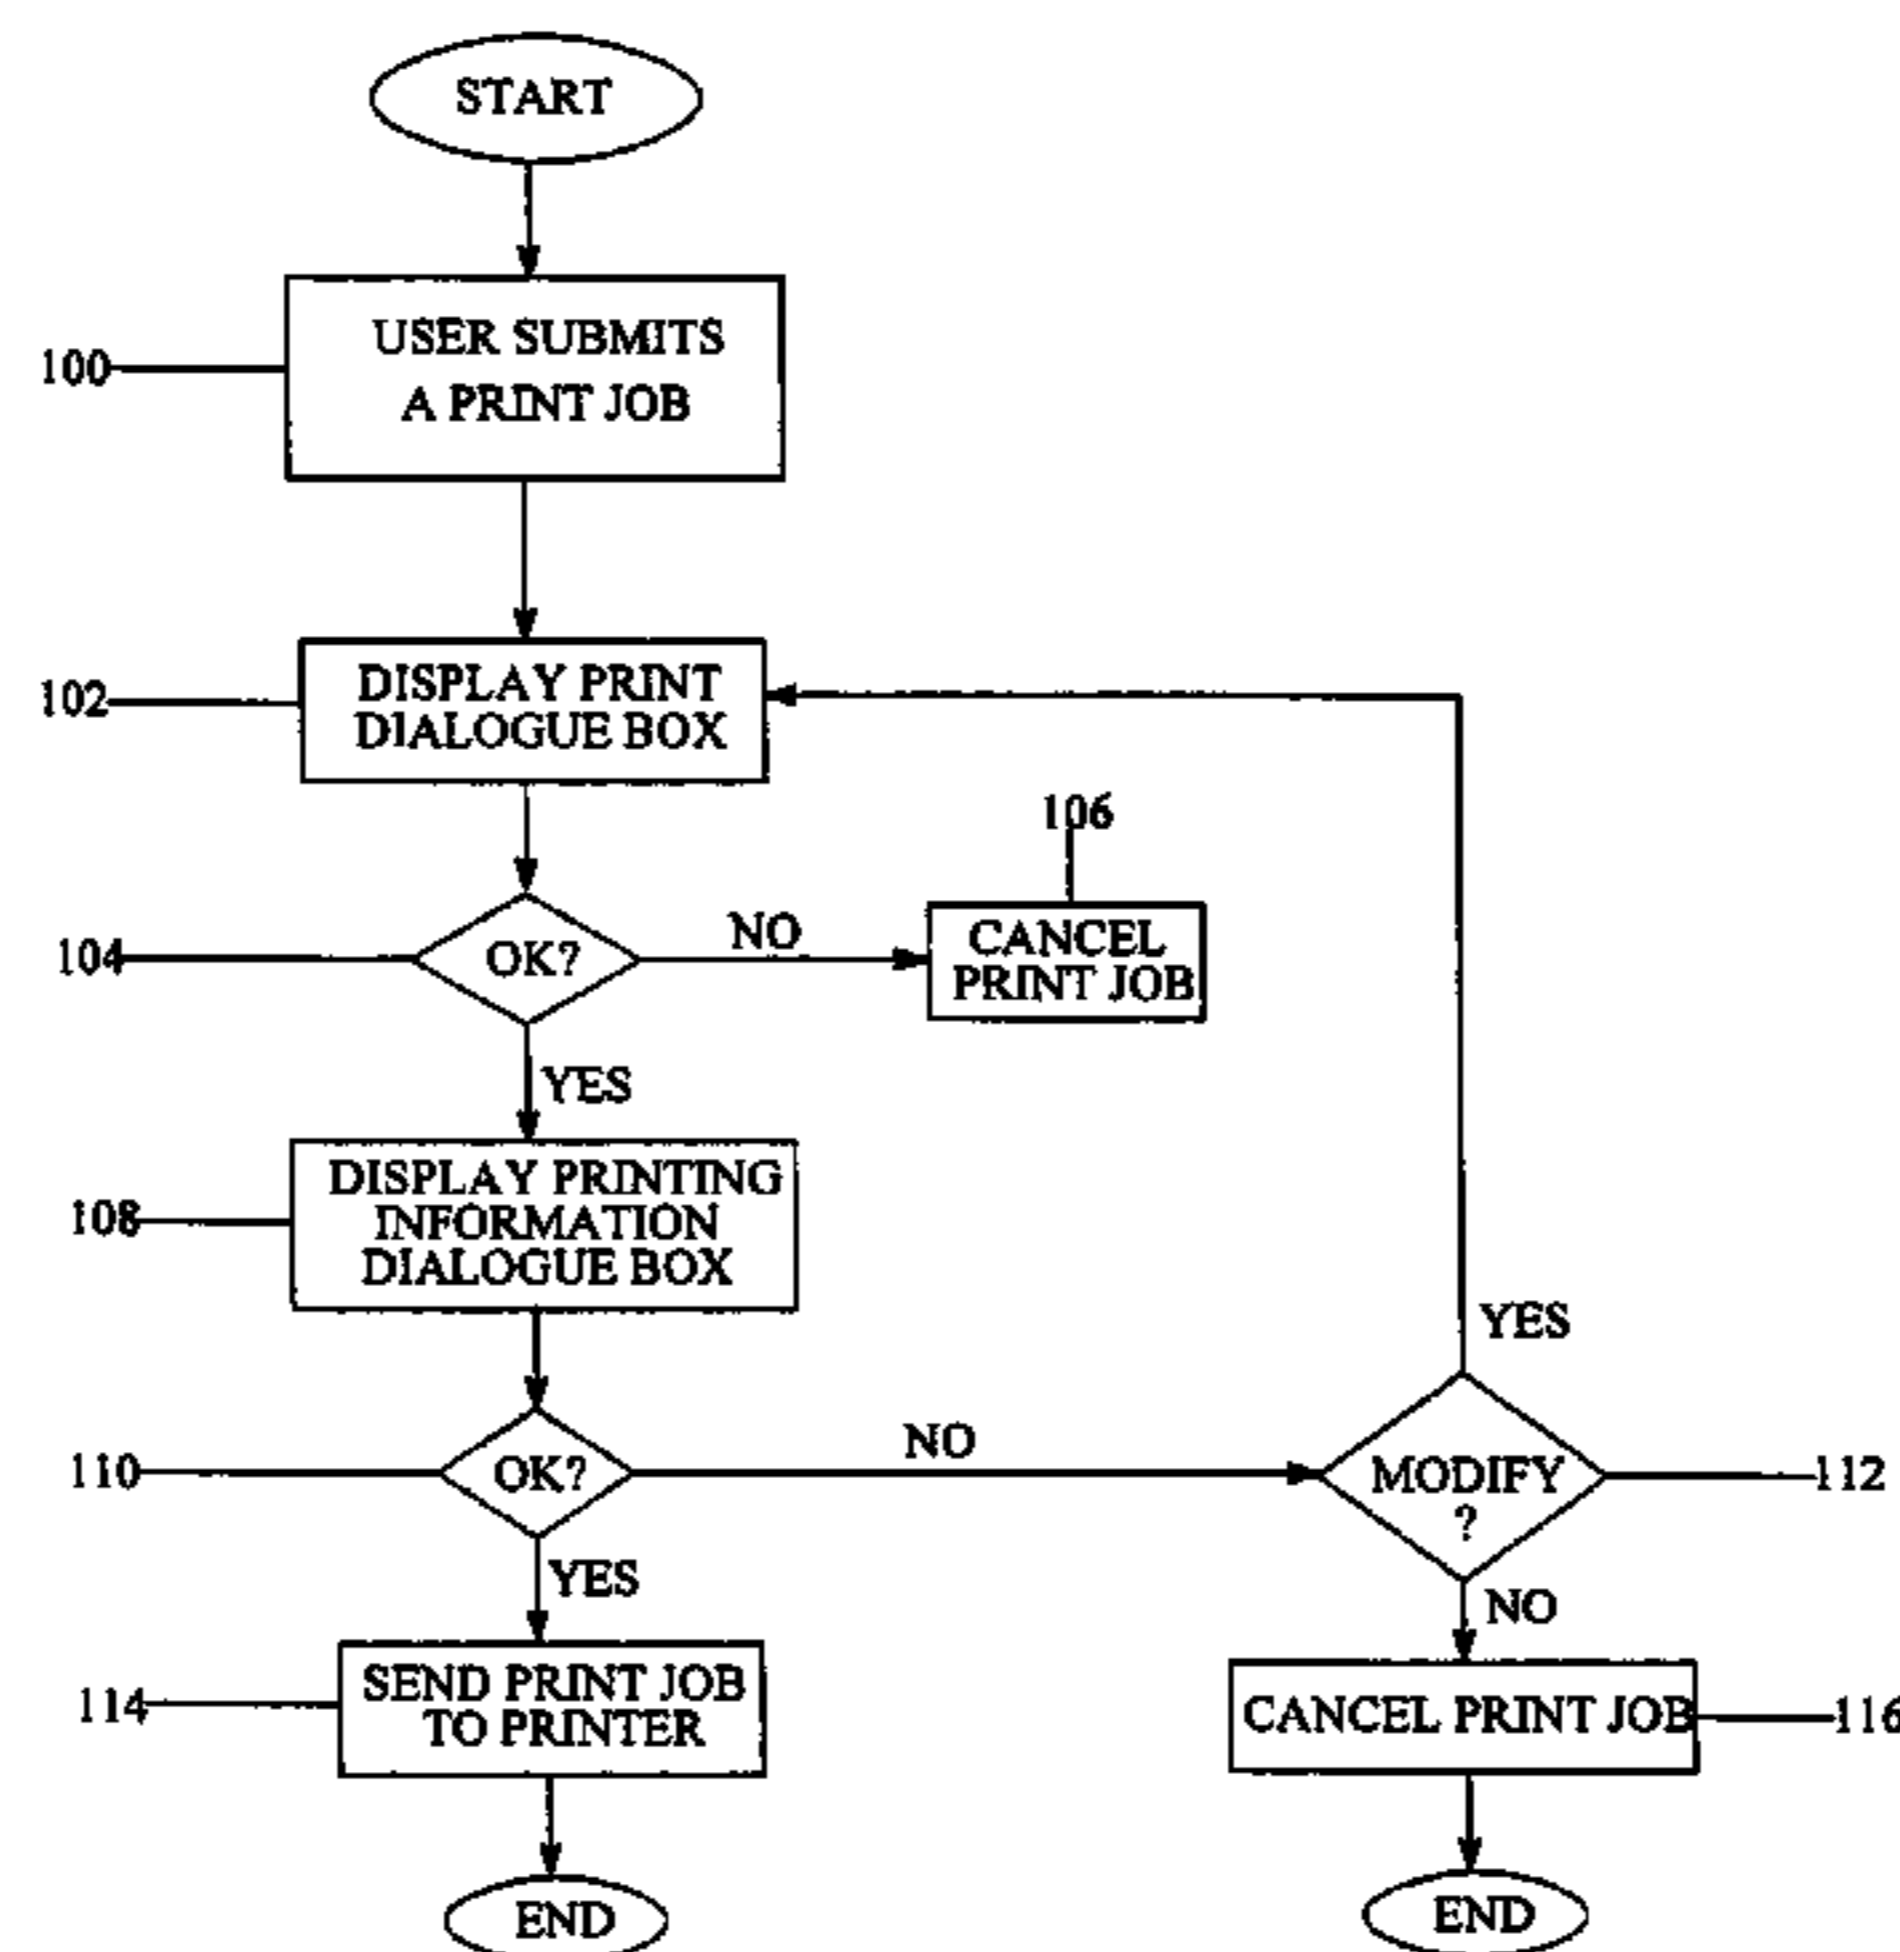 START
100
USER SUBMITS
A PRINT JOB
102
DISPLAY PRINT
DIALOGUE BOX
106
104
OK?
NO
CANCEL
PRINT JOB
YES
108
DISPLAY PRINTING
INFORMATION
DIALOGUE BOX
YES
110
OK?
NO
MODIFY
?
112
YES
NO
114
SEND PRINT JOB
TO PRINTER
CANCEL PRINT JOB
116
END
END